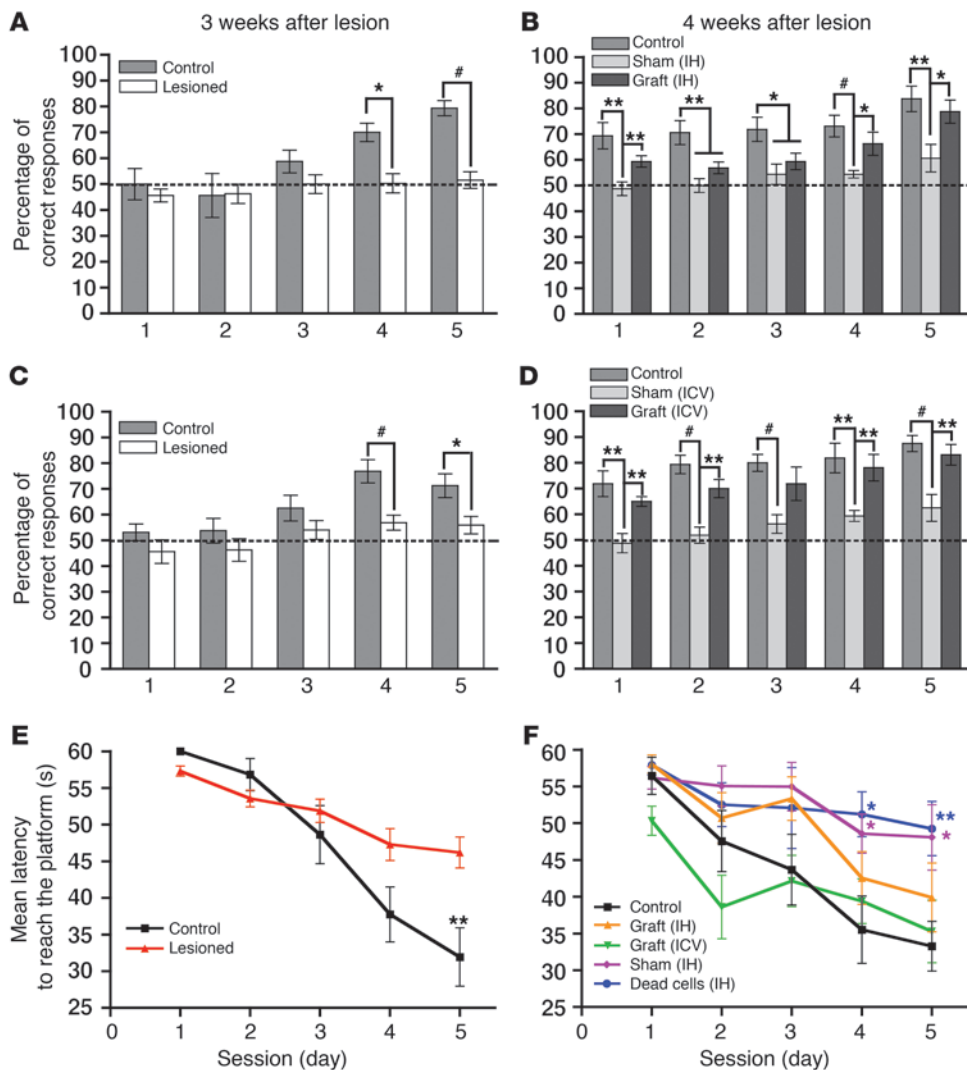 A
3 weeks after lesion
Percentage of
correct responses
100
90
80
70
60
50
40
30
20
10
0
Control
Lesioned
*
#
1 2 3 4 5
B
4 weeks after lesion
100
90
80
70
60
50
40
30
20
10
0
Control
Sham (IH)
Graft (IH)
**
**
**
*
#
*
**
*
1 2 3 4 5
C
Percentage of
correct responses
100
90
80
70
60
50
40
30
20
10
0
Control
Lesioned
#
*
1 2 3 4 5
D
100
90
80
70
60
50
40
30
20
10
0
Control
Sham (ICV)
Graft (ICV)
**
**
#
**
#
**
**
#
**
1 2 3 4 5
E
Mean latency
to reach the platform (s)
60
55
50
45
40
35
30
25
Control
Lesioned
**
0 1 2 3 4 5
Session (day)
F
60
55
50
45
40
35
30
25
*
*
**
*
Control
Graft (IH)
Graft (ICV)
Sham (IH)
Dead cells (IH)
0 1 2 3 4 5
Session (day)